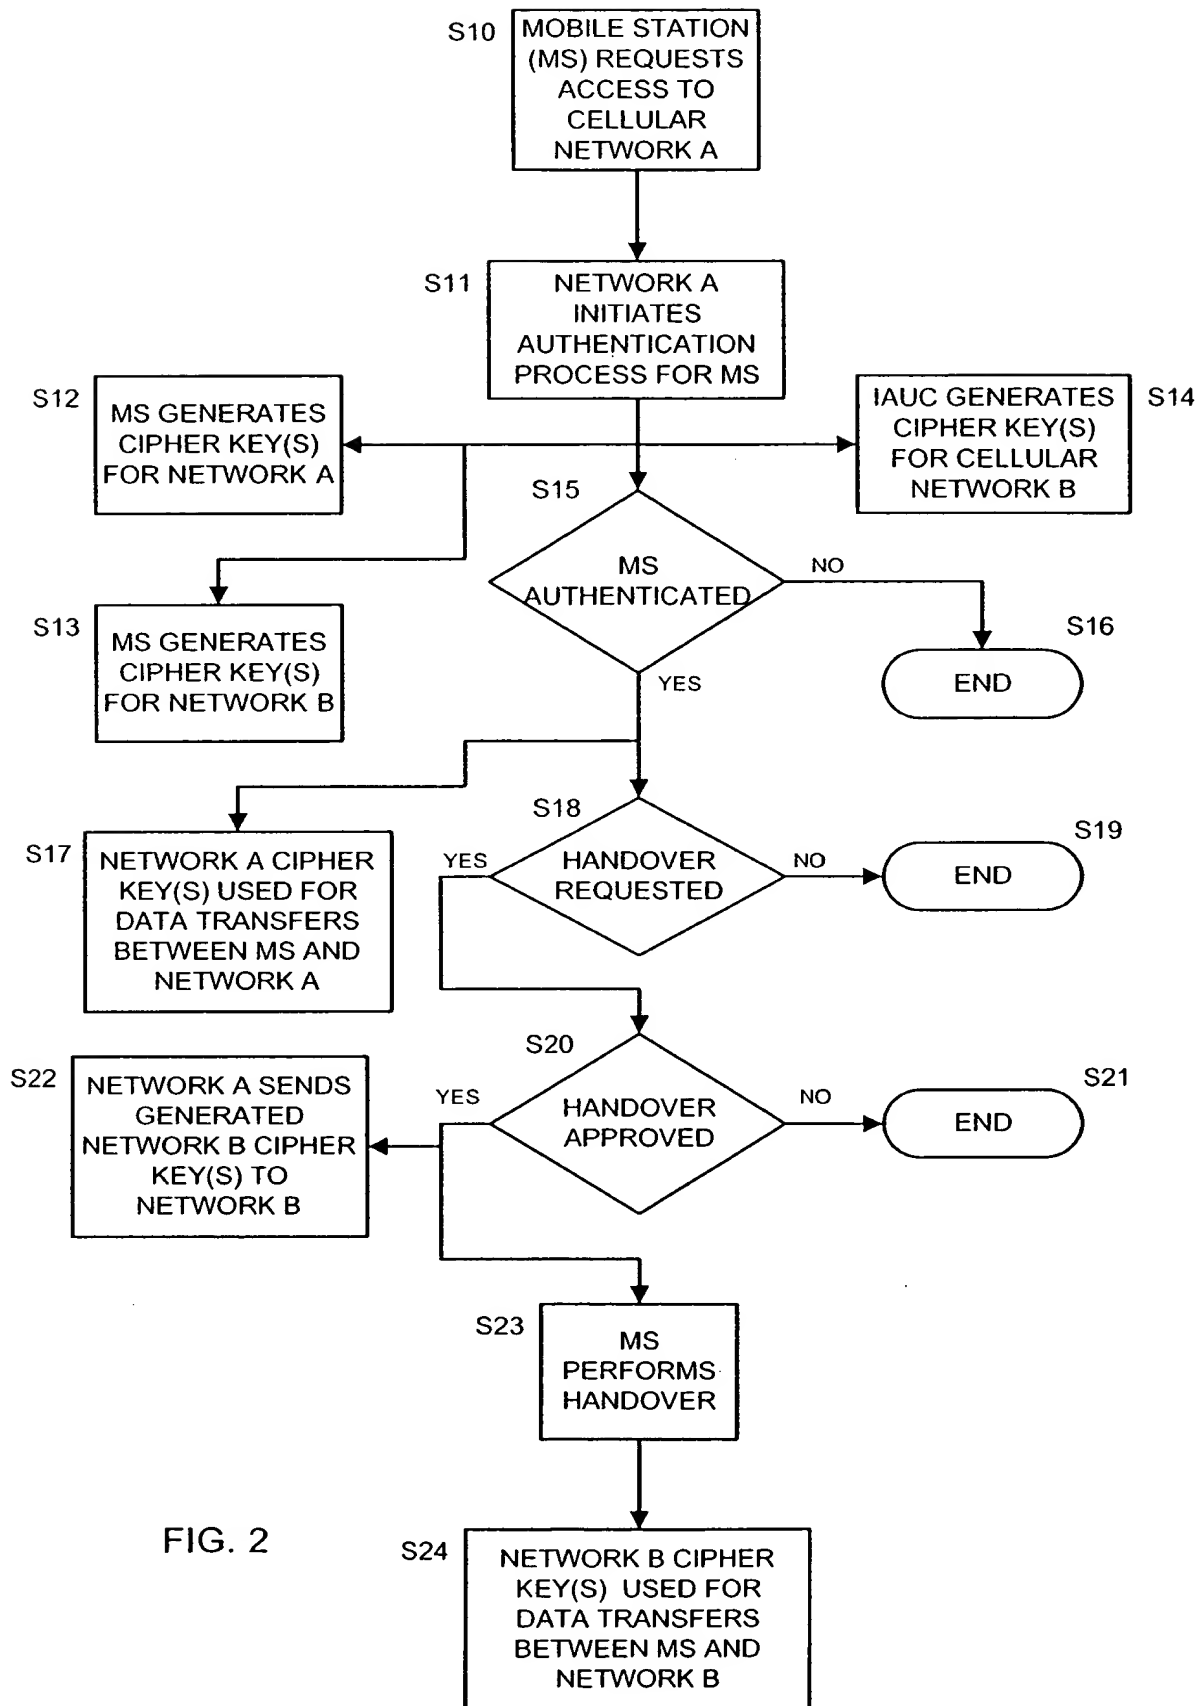 S10
MOBILE STATION
(MS) REQUESTS
ACCESS TO
CELLULAR
NETWORK A
S11
NETWORK A
INITIATES
AUTHENTICATION
PROCESS FOR MS
S12
MS GENERATES
CIPHER KEY(S)
FOR NETWORK A
IAUC GENERATES
CIPHER KEY(S)
FOR CELLULAR
NETWORK B
S14
S15
MS
AUTHENTICATED
NO
S13
MS GENERATES
CIPHER KEY(S)
FOR NETWORK B
S16
END
YES
S17
NETWORK A CIPHER
KEY(S) USED FOR
DATA TRANSFERS
BETWEEN MS AND
NETWORK A
S18
YES
HANDOVER
REQUESTED
NO
S19
END
S20
YES
HANDOVER
APPROVED
NO
S21
END
S22
NETWORK A SENDS
GENERATED
NETWORK B CIPHER
KEY(S) TO
NETWORK B
S23
MS
PERFORMS
HANDOVER
FIG. 2
S24
NETWORK B CIPHER
KEY(S) USED FOR
DATA TRANSFERS
BETWEEN MS AND
NETWORK B